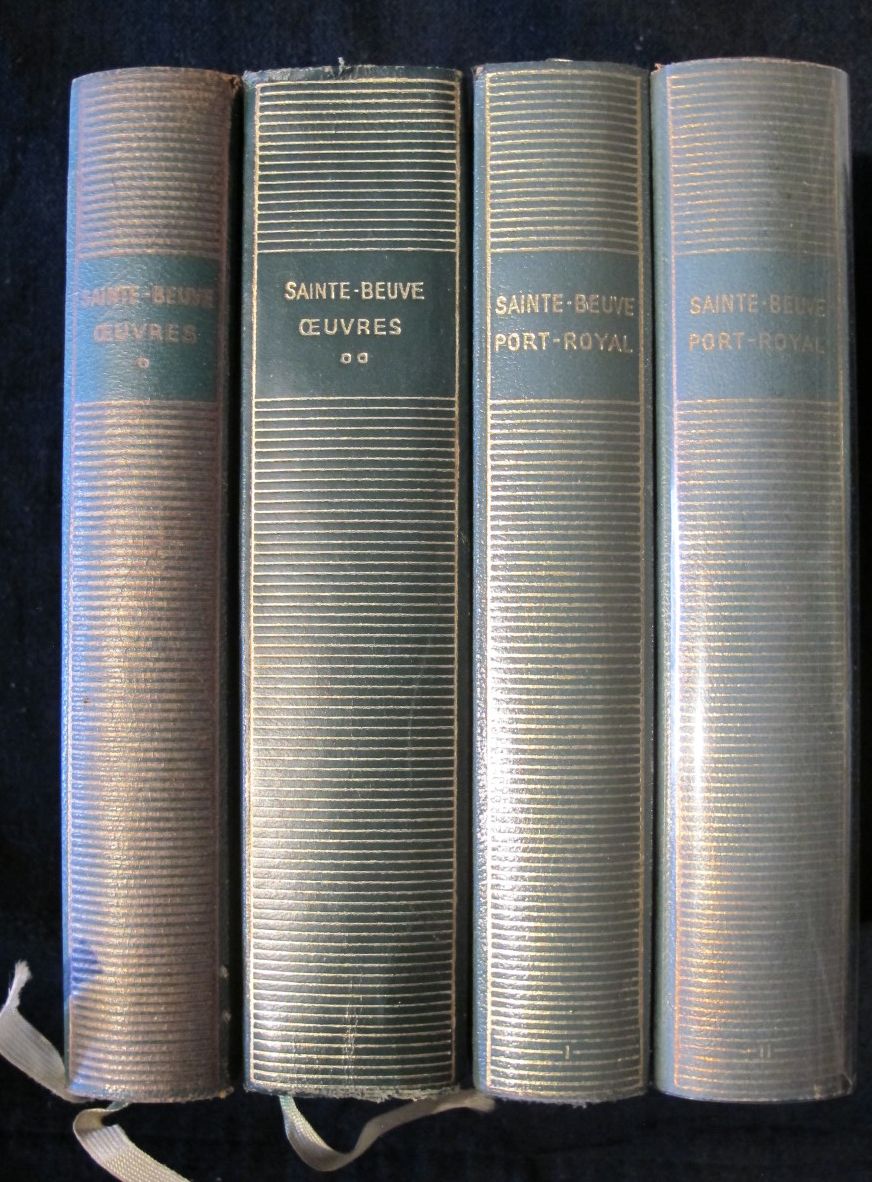 SAINTE-BEUVE
ŒUVRES
SAINTE-BEUVE
ŒUVRES
SAINTE-BEUVE
PORT-ROYAL
I
SAINTE-BEUVE
PORT-ROYAL
II